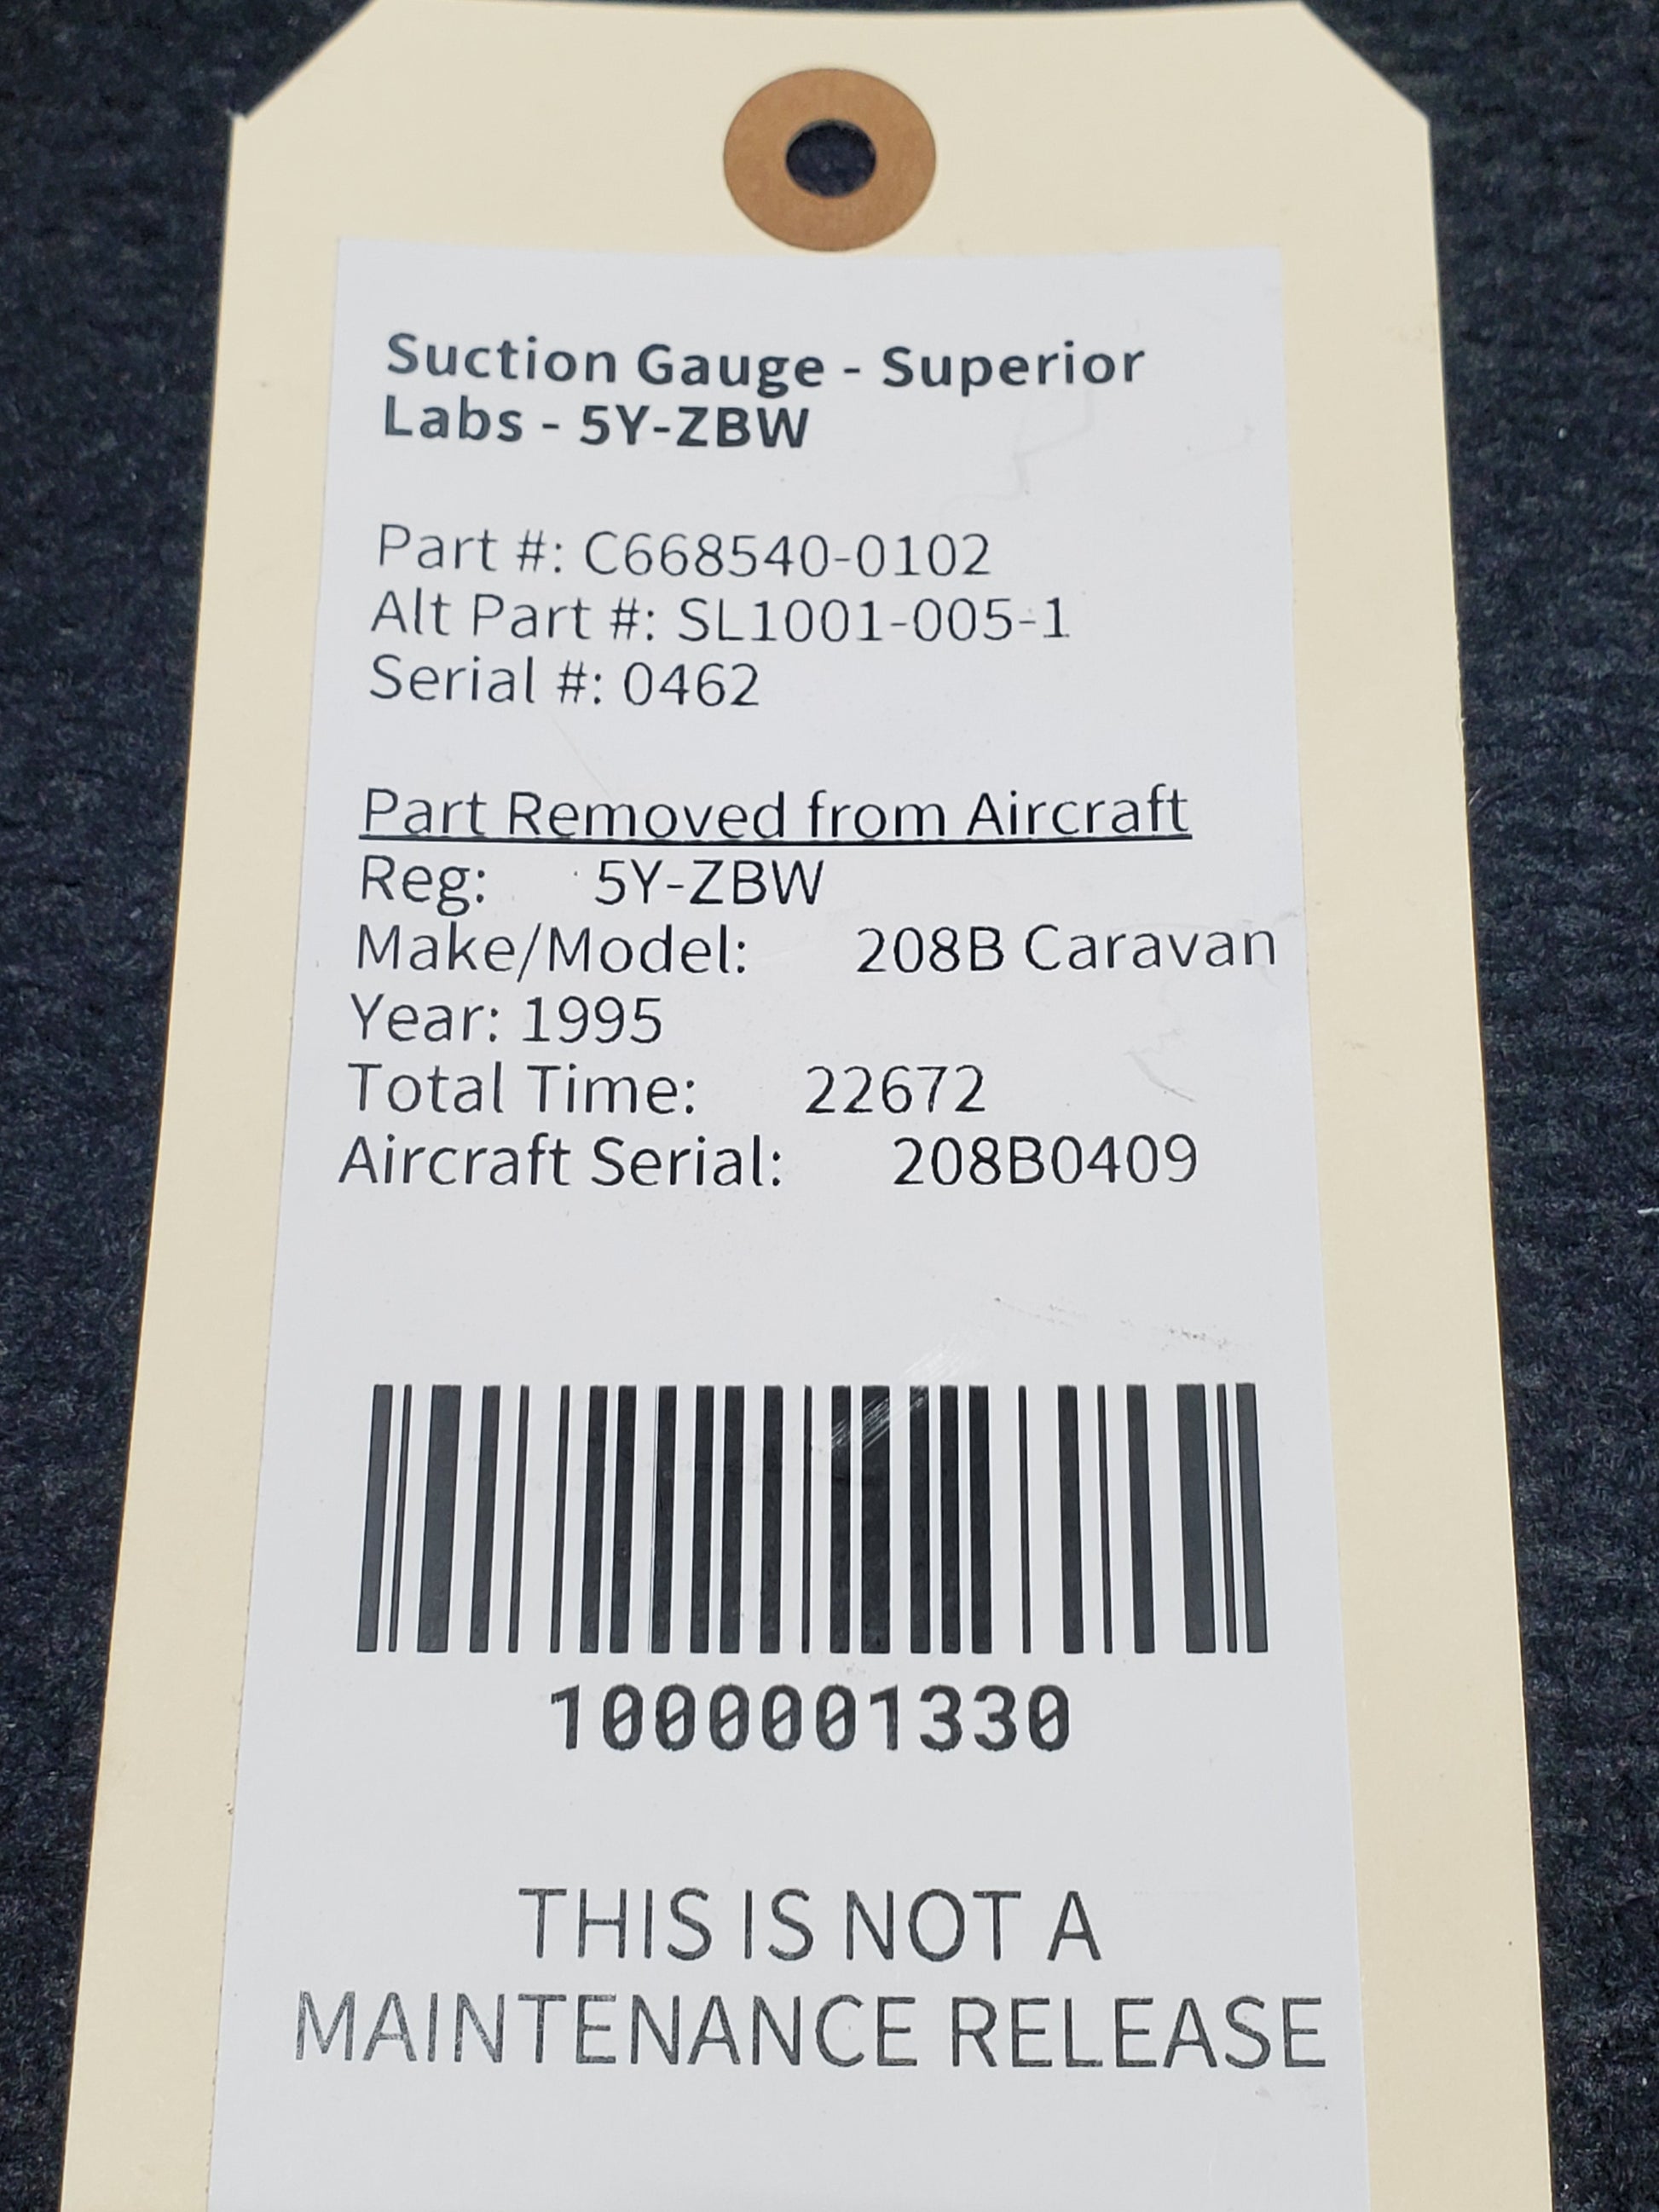 Suction Gauge - Superior
Labs - 5Y-ZBW
Part #: C668540-0102
Alt Part #: SL1001-005-1
Serial #: 0462
Part Removed from Aircraft
Reg: 5Y-ZBW
Make/Model: 208B Caravan
Year: 1995
Total Time: 22672
Aircraft Serial: 208B0409
1000001330
THIS IS NOT A
MAINTENANCE RELEASE